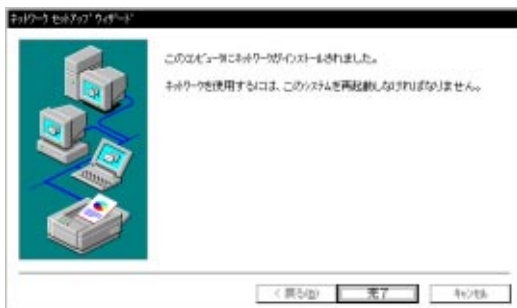 ネットワーク セットアップ ウィザード
このコンピュータにネットワークがインストールされました。
ネットワークを使用するには、このシステムを再起動しなければなりません。
< 戻る(B)
完了
キャンセル